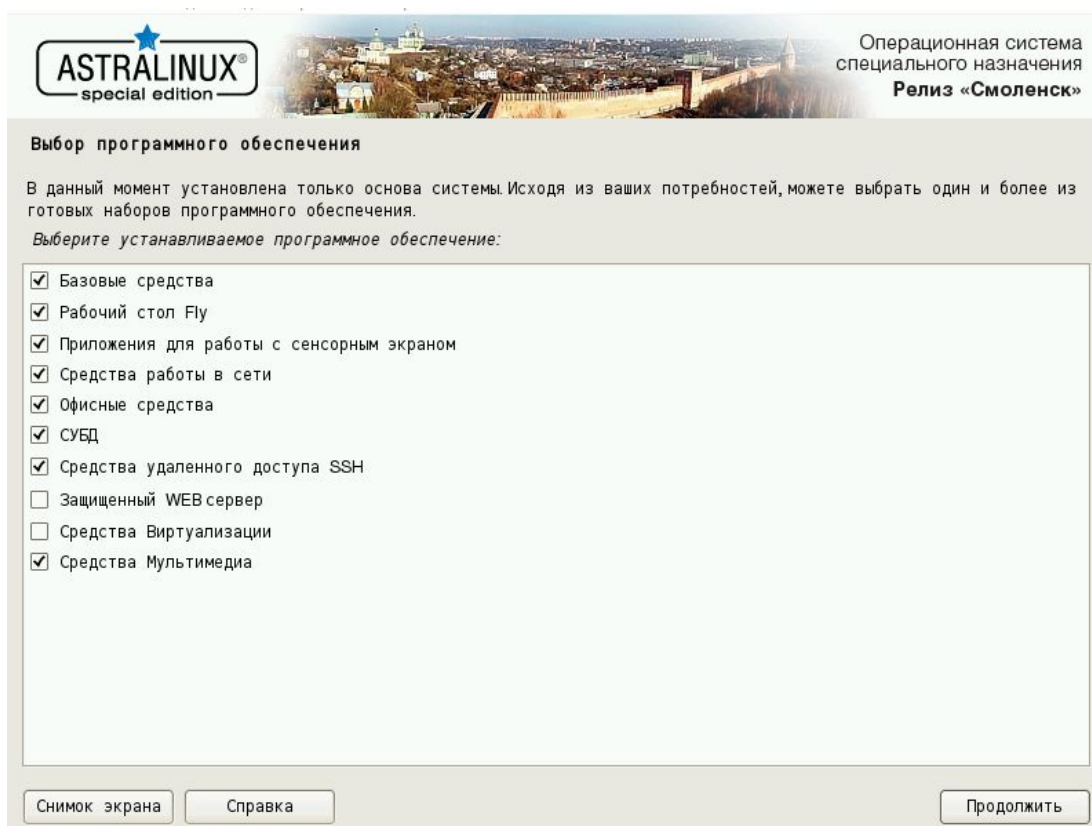 ASTRALINUX®
special edition
Операционная система
специального назначения
Релиз «Смоленск»
Выбор программного обеспечения
В данный момент установлена только основа системы. Исходя из ваших потребностей, можете выбрать один и более из
готовых наборов программного обеспечения.
Выберите устанавливаемое программное обеспечение:
Базовые средства
Рабочий стол Fly
Приложения для работы с сенсорным экраном
Средства работы в сети
Офисные средства
СУБД
Средства удаленного доступа SSH
Защищенный WEB сервер
Средства Виртуализации
Средства Мультимедиа
Снимок экрана
Справка
Продолжить